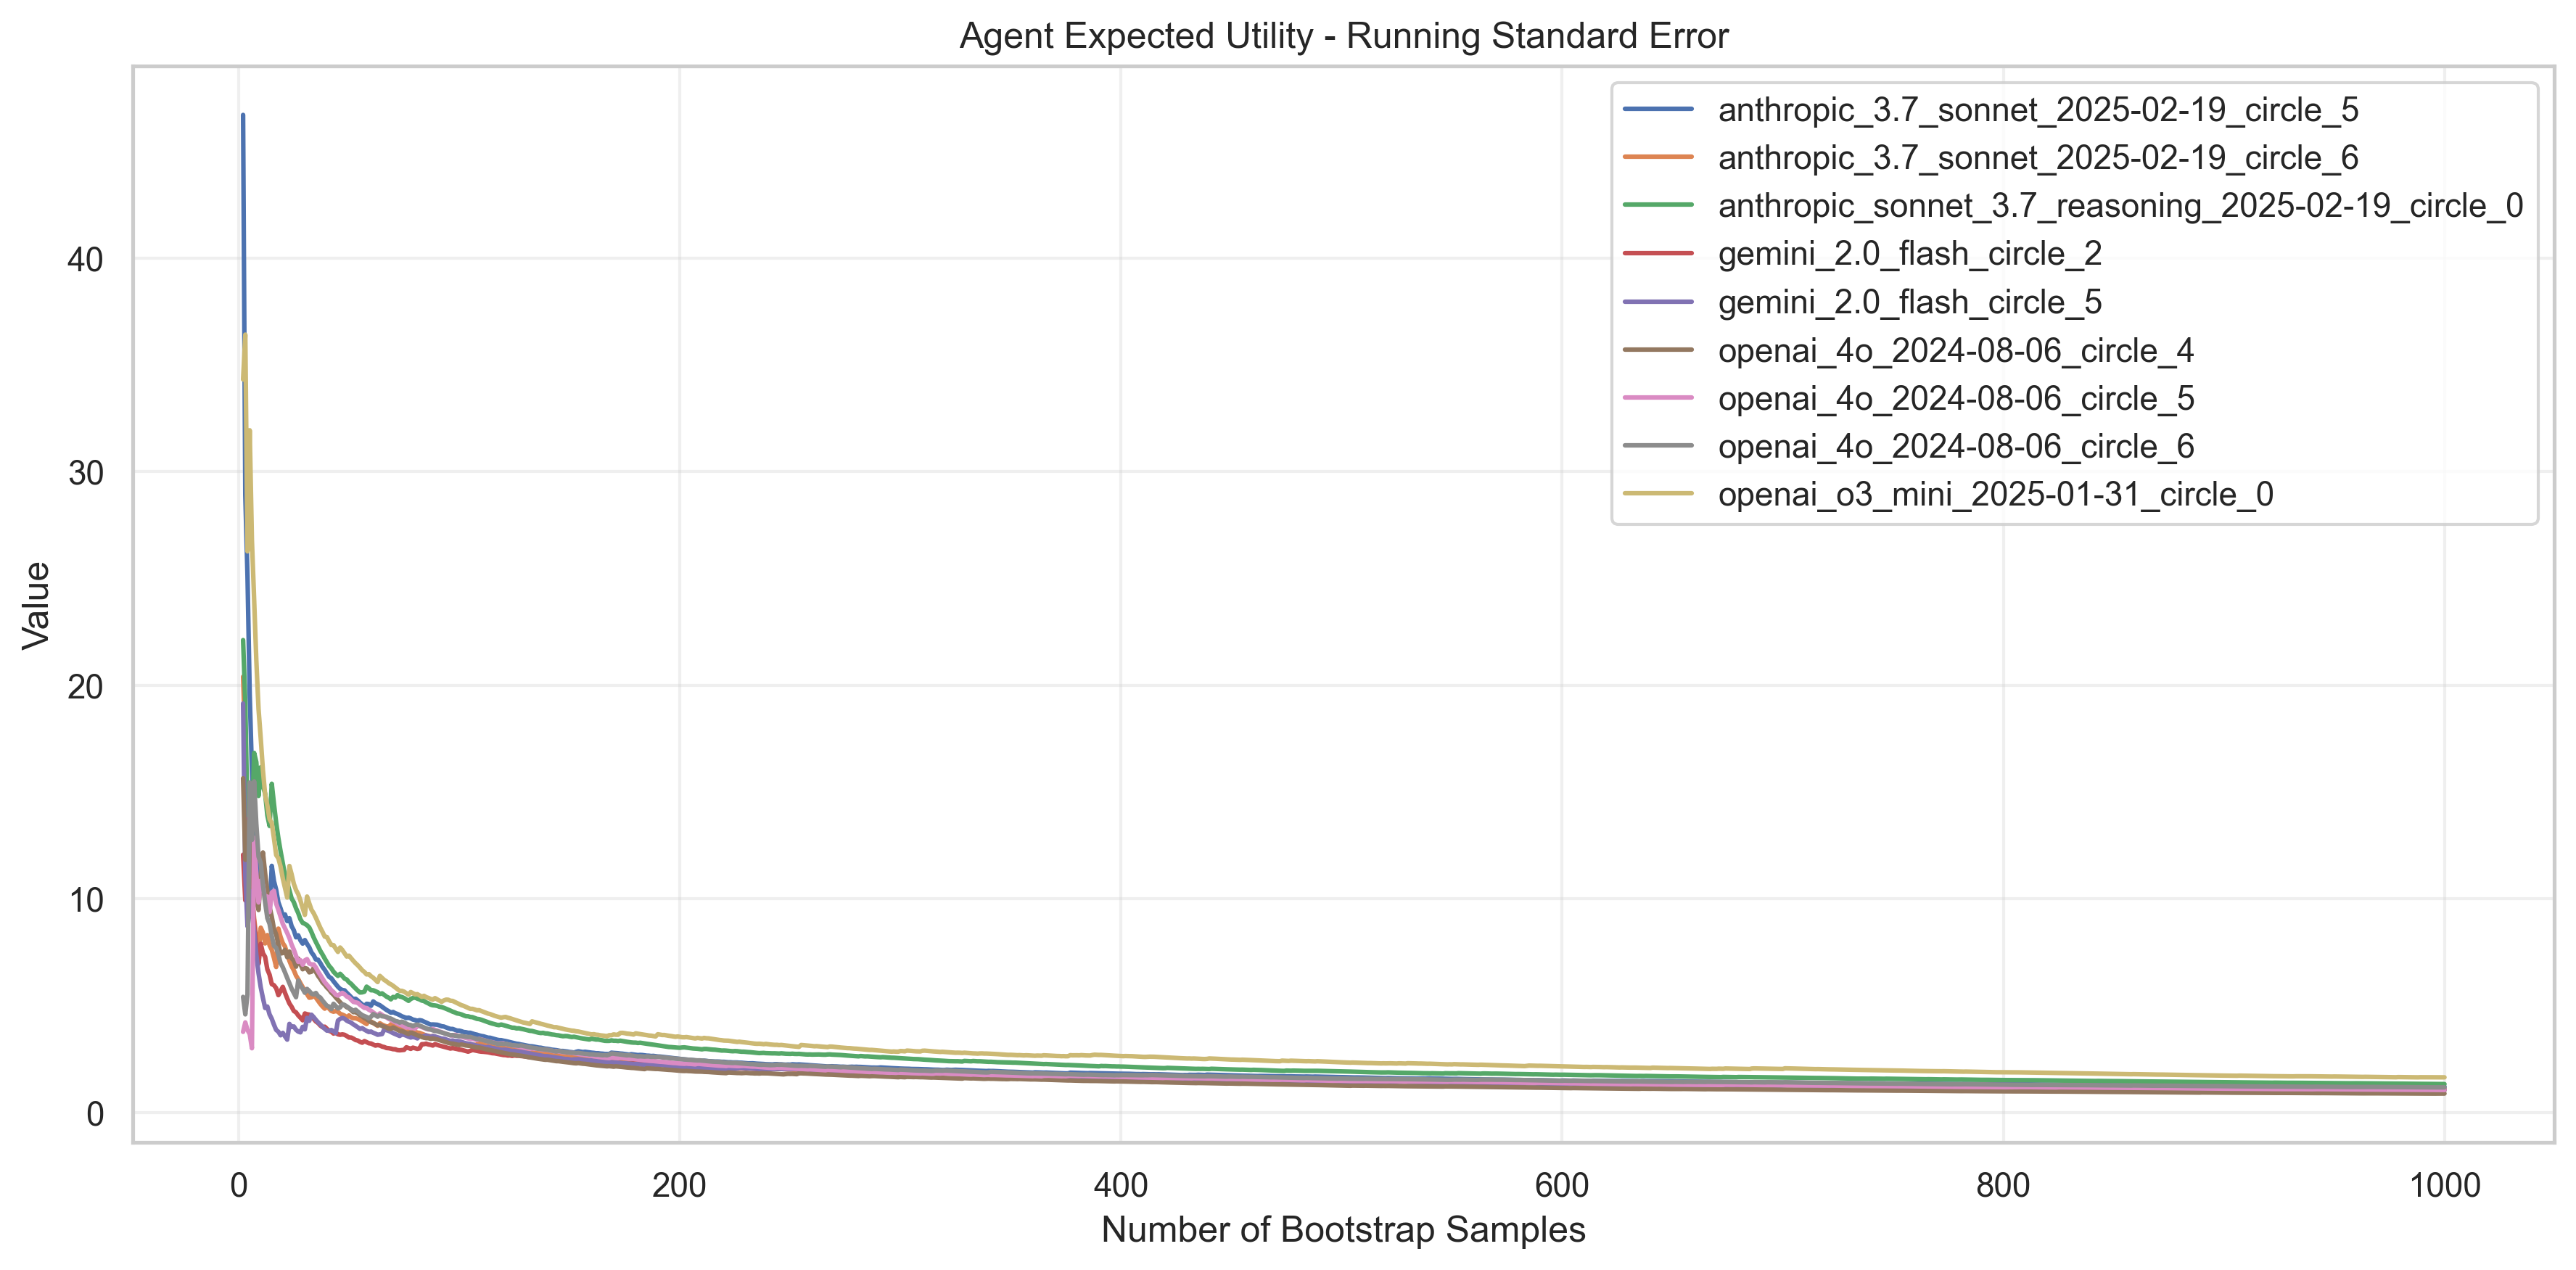 Agent Expected Utility - Running Standard Error
anthropic_3.7_sonnet_2025-02-19_circle_5
anthropic_3.7_sonnet_2025-02-19_circle_6
anthropic_sonnet_3.7_reasoning_2025-02-19_circle_0
gemini_2.0_flash_circle_2
gemini_2.0_flash_circle_5
openai_4o_2024-08-06_circle_4
openai_4o_2024-08-06_circle_5
openai_4o_2024-08-06_circle_6
openai_o3_mini_2025-01-31_circle_0
Value
40
30
20
10
0
0 200 400 600 800 1000
Number of Bootstrap Samples